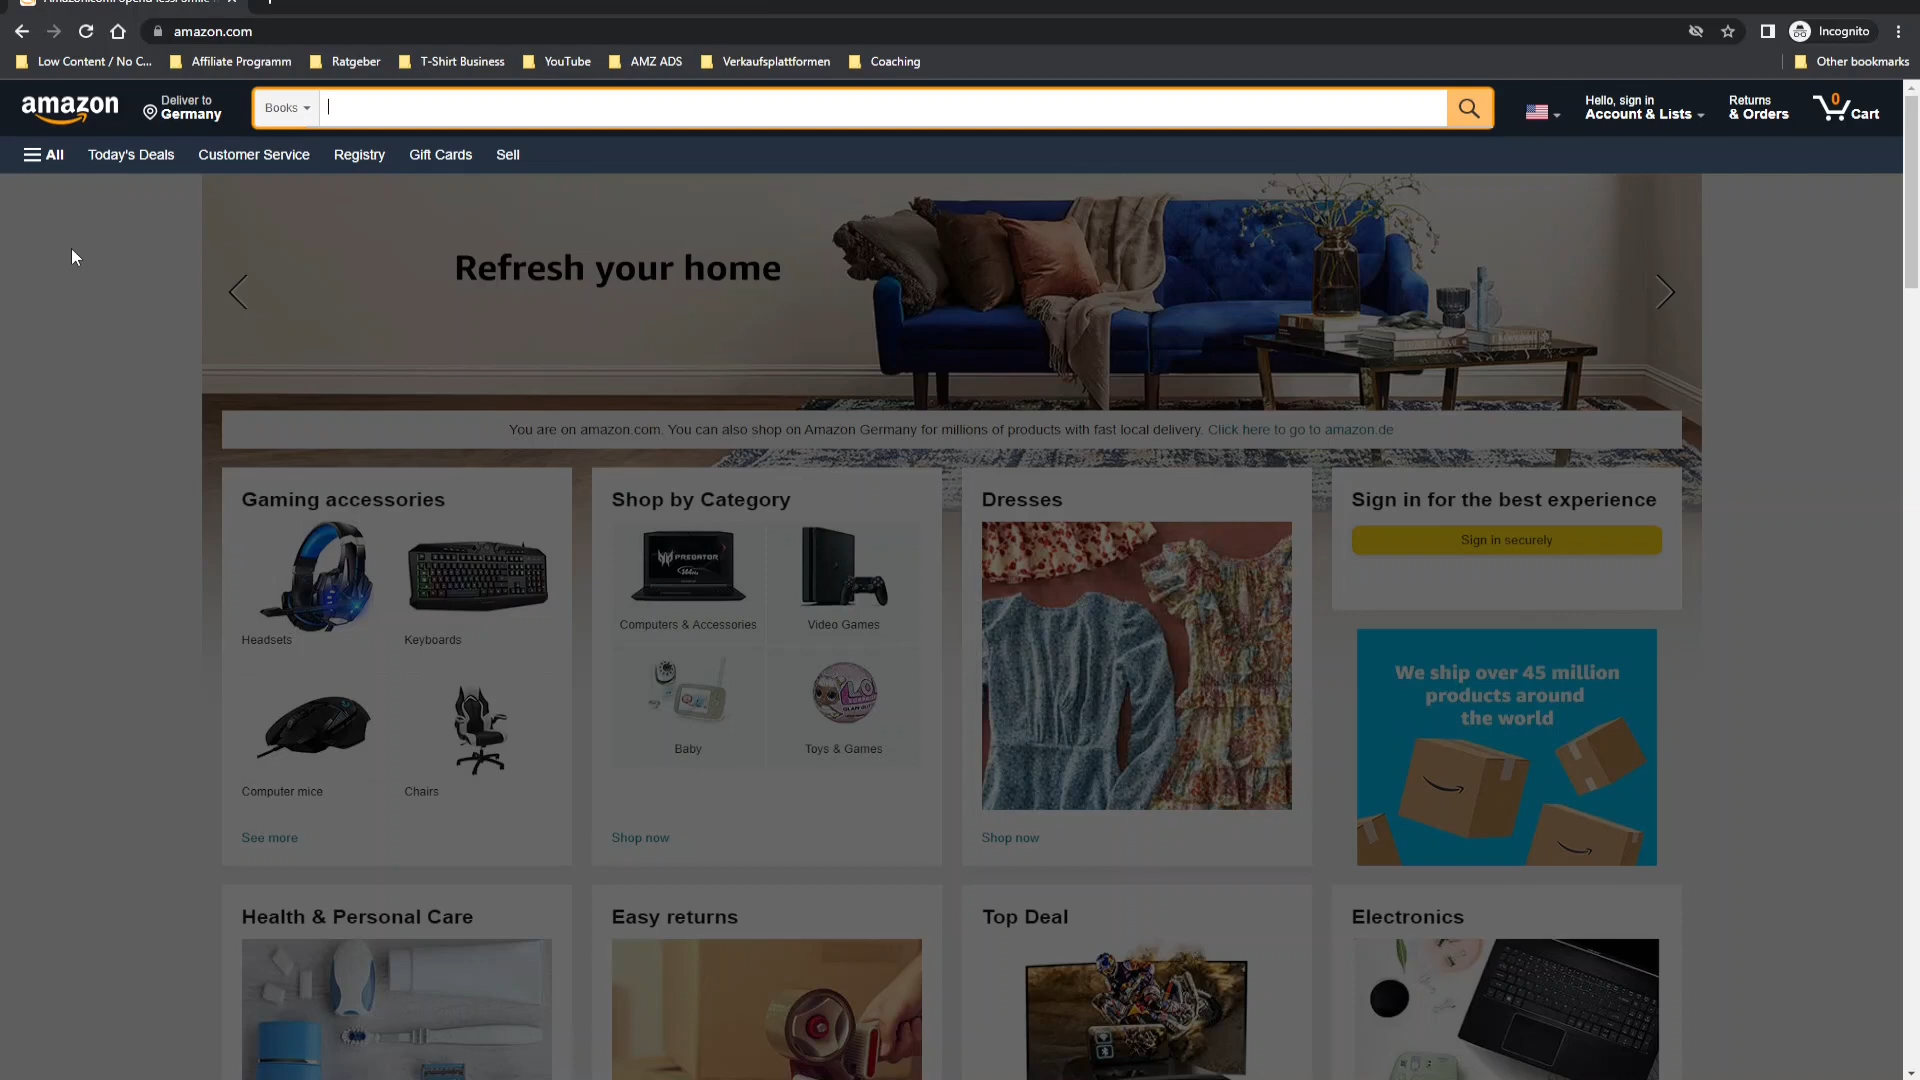 amazon.com
Incognito
Low Content / No C...
Affiliate Programm
Ratgeber
T-Shirt Business
YouTube
AMZ ADS
Verkaufsplattformen
Coaching
Other bookmarks
amazon
Deliver to
Germany
Books
Hello, sign in
Account & Lists
Returns
& Orders
0
Cart
All
Today's Deals
Customer Service
Registry
Gift Cards
Sell
Refresh your home
You are on amazon.com. You can also shop on Amazon Germany for millions of products with fast local delivery. Click here to go to amazon.de
Gaming accessories
Headsets
Keyboards
Computer mice
Chairs
See more
Shop by Category
PREDATOR
Computers & Accessories
Video Games
Baby
Toys & Games
Shop now
Dresses
Shop now
Sign in for the best experience
Sign in securely
We ship over 45 million
products around
the world
Health & Personal Care
Easy returns
Top Deal
Electronics